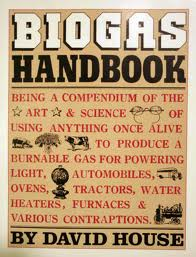 BIOGAS
HANDBOOK
BEING A COMPENDIUM OF THE
ART & SCIENCE OF
USING ANYTHING ONCE ALIVE
TO PRODUCE A
BURNABLE GAS FOR POWERING
LIGHT, AUTOMOBILES,
OVENS, TRACTORS, WATER
HEATERS, FURNACES &
VARIOUS CONTRAPTIONS.
BY DAVID HOUSE